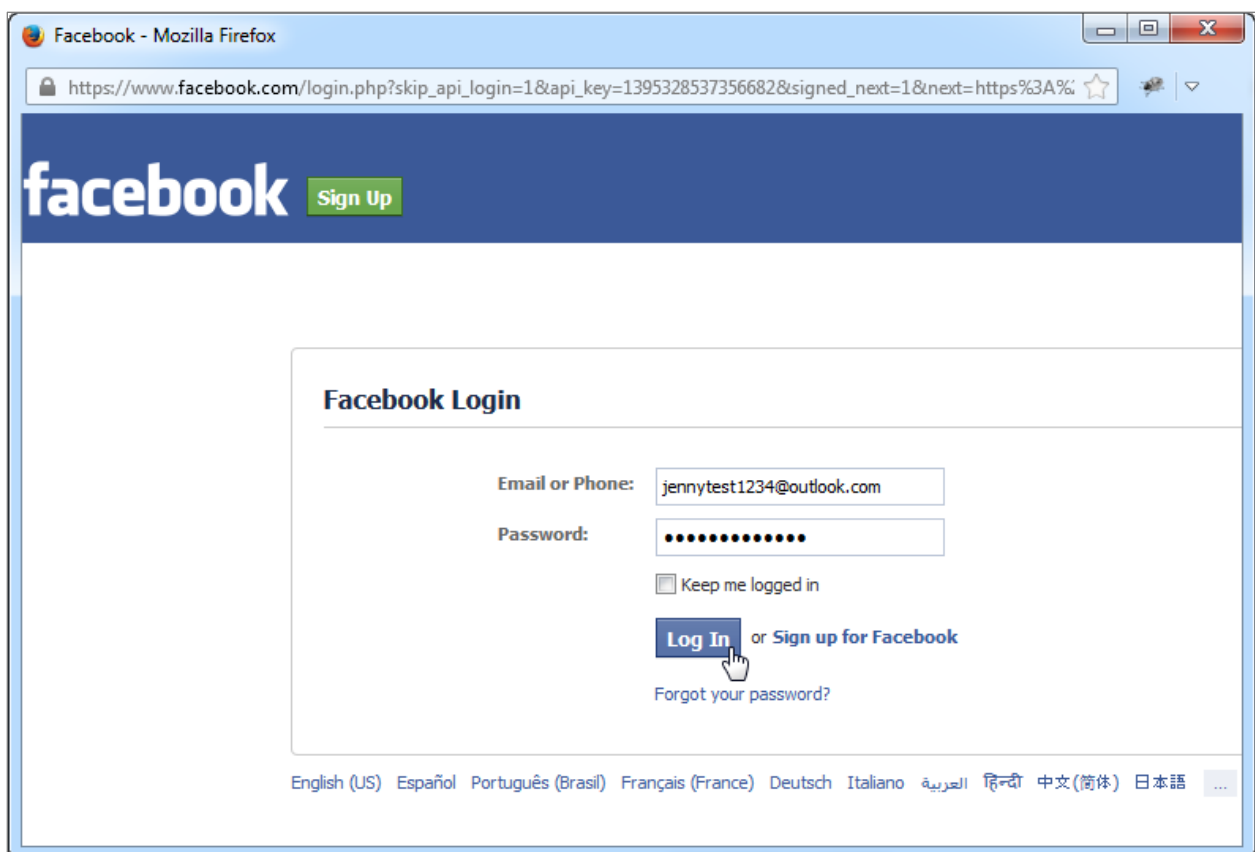 Facebook - Mozilla Firefox
https://www.facebook.com/login.php?skip_api_login=1&api_key=1395328537356682&signed_next=1&next=https%3A%
facebook Sign Up
Facebook Login
Email or Phone: jennytest1234@outlook.com
Password: •••••••••••••
Keep me logged in
Log In or Sign up for Facebook
Forgot your password?
English (US) Español Português (Brasil) Français (France) Deutsch Italiano العربية हिन्दी 中文(简体) 日本語 ...